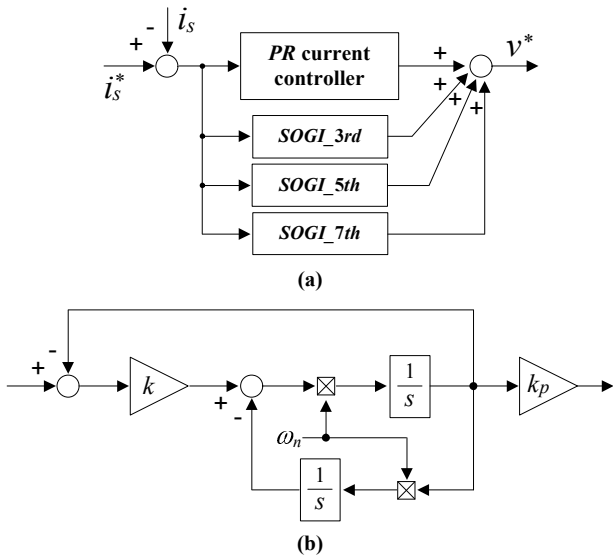 - i_s
+
i_s^*
PR current controller
+
v*
+
+
+
SOGI_3rd
SOGI_5th
SOGI_7th
(a)
-
+
k
+
-
1/s
k_p
ω_n
1/s
(b)